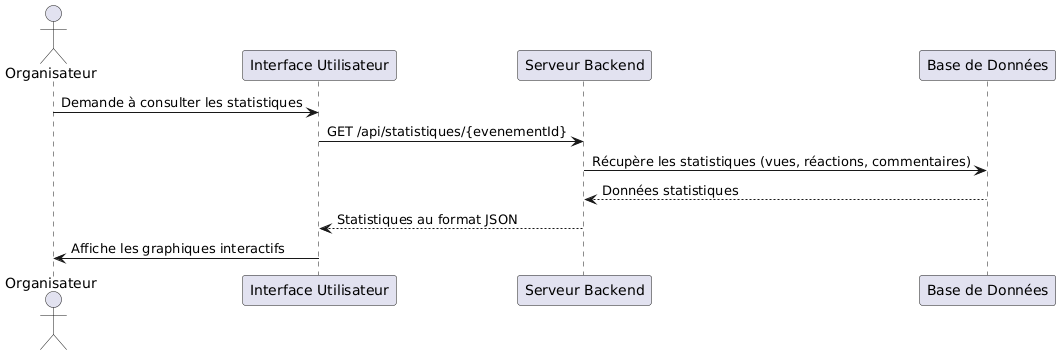 Organisateur
Interface Utilisateur
Serveur Backend
Base de Données
Demande à consulter les statistiques
GET /api/statistiques/{evenementId}
Récupère les statistiques (vues, réactions, commentaires)
Données statistiques
Statistiques au format JSON
Affiche les graphiques interactifs
Organisateur
Interface Utilisateur
Serveur Backend
Base de Données